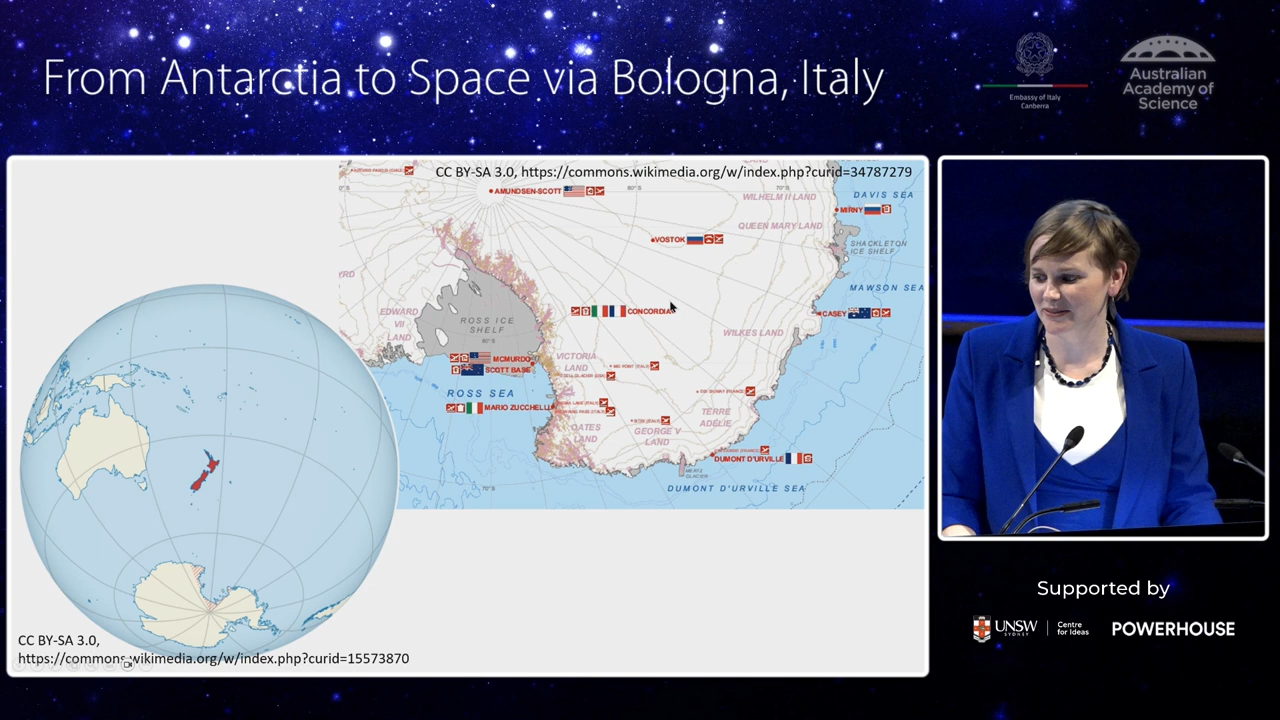 From Antarctia to Space via Bologna, Italy
Embassy of Italy
Canberra
Australian
Academy of
Science
CC BY-SA 3.0, https://commons.wikimedia.org/w/index.php?curid=34787279
AMUNDSEN-SCOTT
80°S
70°S
WILHELM II LAND
DAVIS SEA
MIRNY
QUEEN MARY LAND
VOSTOK
SHACKLETON
ICE SHELF
MAWSON SEA
EDWARD
VII
LAND
ROSS ICE
SHELF
80°S
CONCORDIA
CASEY
WILKES LAND
MCMURDO
SCOTT BASE
VICTORIA
LAND
ROSS SEA
MARIO ZUCCHELLI
OATES
LAND
GEORGE V
LAND
TERRE
ADÉLIE
DUMONT D'URVILLE
70°S
DUMONT D'URVILLE SEA
CC BY-SA 3.0,
https://commons.wikimedia.org/w/index.php?curid=15573870
Supported by
UNSW
SYDNEY
Centre
for Ideas
POWERHOUSE